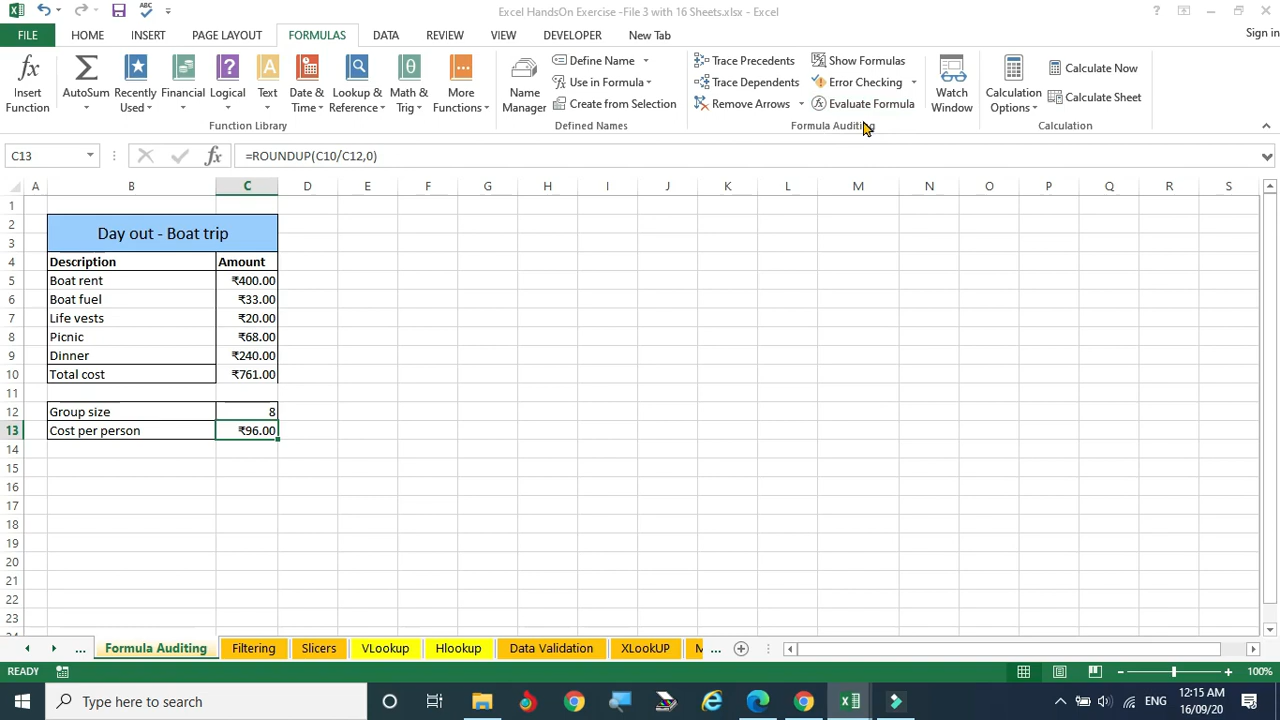 Excel HandsOn Exercise -File 3 with 16 Sheets.xlsx - Excel
FILE HOME INSERT PAGE LAYOUT FORMULAS DATA REVIEW VIEW DEVELOPER New Tab Sign in
Insert Function
AutoSum
Recently Used
Financial
Logical
Text
Date & Time
Lookup & Reference
Math & Trig
More Functions
Function Library
Name Manager
Define Name
Use in Formula
Create from Selection
Defined Names
Trace Precedents
Trace Dependents
Remove Arrows
Show Formulas
Error Checking
Evaluate Formula
Formula Auditing
Watch Window
Calculation Options
Calculate Now
Calculate Sheet
Calculation
C13 fx =ROUNDUP(C10/C12,0)
A B C D E F G H I J K L M N O P Q R S
1
2
Day out - Boat trip
3
4 Description Amount
5 Boat rent ₹400.00
6 Boat fuel ₹33.00
7 Life vests ₹20.00
8 Picnic ₹68.00
9 Dinner ₹240.00
10 Total cost ₹761.00
11
12 Group size 8
13 Cost per person ₹96.00
14
15
16
17
18
19
20
21
22
23
... Formula Auditing Filtering Slicers VLookup Hlookup Data Validation XLookUP M ...
READY 100%
Type here to search
ENG
12:15 AM
16/09/20